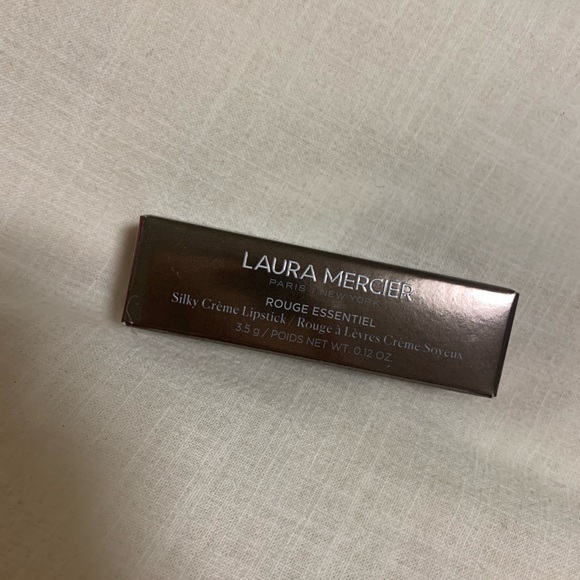 LAURA MERCIER
PARIS / NEW YORK
ROUGE ESSENTIEL
Silky Crème Lipstick / Rouge à Lèvres Crème Soyeux
3.5 g / POIDS NET WT. 0.12 OZ.